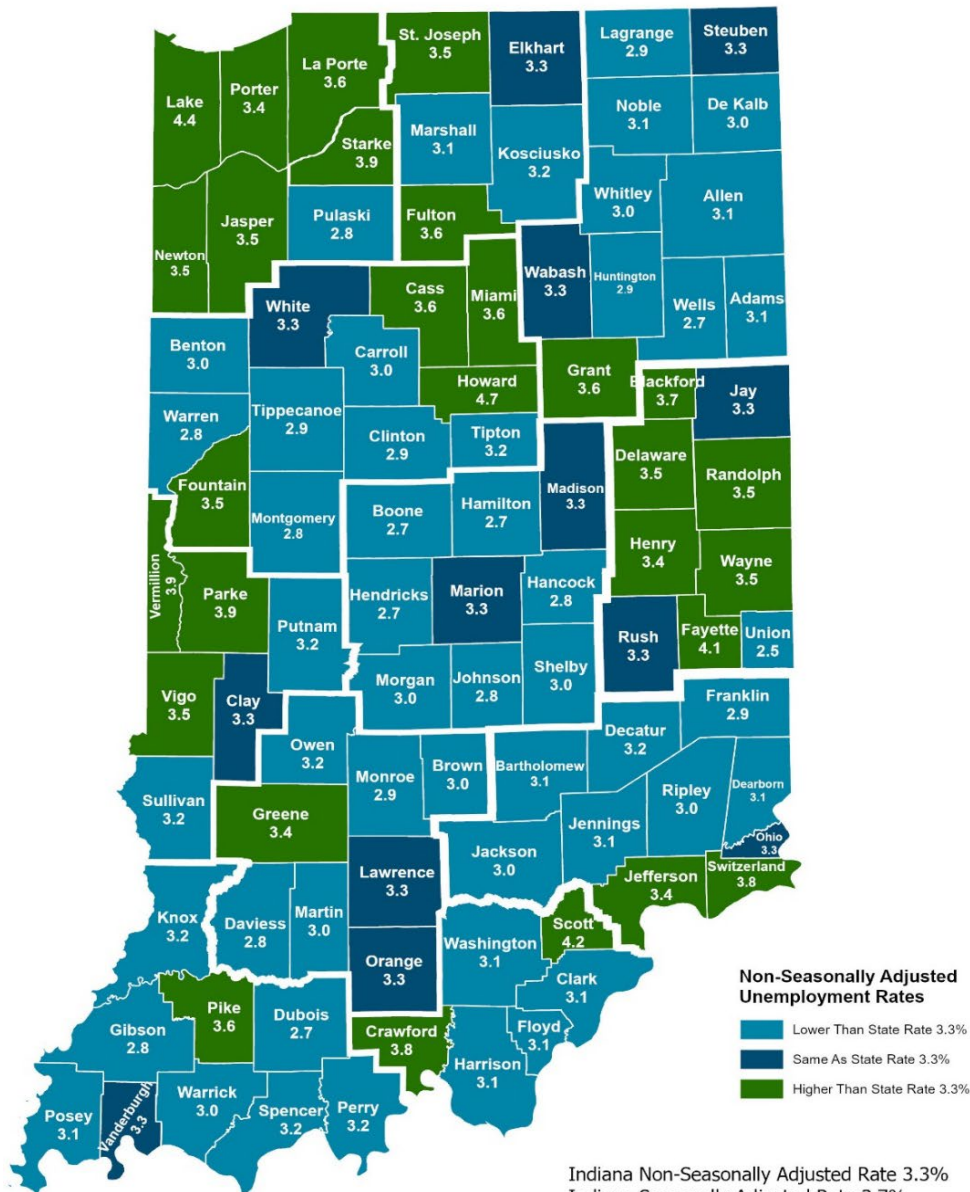 St. Joseph
3.5
Elkhart
3.3
Lagrange
2.9
Steuben
3.3
La Porte
3.6
Porter
3.4
Lake
4.4
Noble
3.1
De Kalb
3.0
Marshall
3.1
Starke
3.9
Kosciusko
3.2
Whitley
3.0
Allen
3.1
Pulaski
2.8
Fulton
3.6
Jasper
3.5
Newton
3.5
Wabash
3.3
Huntington
2.9
Cass
3.6
Miami
3.6
White
3.3
Wells
2.7
Adams
3.1
Benton
3.0
Carroll
3.0
Grant
3.6
Howard
4.7
Blackford
3.7
Jay
3.3
Warren
2.8
Tippecanoe
2.9
Clinton
2.9
Tipton
3.2
Delaware
3.5
Randolph
3.5
Fountain
3.5
Madison
3.3
Montgomery
2.8
Boone
2.7
Hamilton
2.7
Henry
3.4
Wayne
3.5
Vermillion
3.9
Parke
3.9
Hendricks
2.7
Marion
3.3
Hancock
2.8
Putnam
3.2
Rush
3.3
Fayette
4.1
Union
2.5
Morgan
3.0
Johnson
2.8
Shelby
3.0
Vigo
3.5
Clay
3.3
Franklin
2.9
Owen
3.2
Decatur
3.2
Monroe
2.9
Brown
3.0
Bartholomew
3.1
Ripley
3.0
Dearborn
3.1
Sullivan
3.2
Greene
3.4
Jennings
3.1
Ohio
3.3
Jackson
3.0
Lawrence
3.3
Jefferson
3.4
Switzerland
3.8
Knox
3.2
Daviess
2.8
Martin
3.0
Scott
4.2
Washington
3.1
Orange
3.3
Clark
3.1
Pike
3.6
Dubois
2.7
Gibson
2.8
Crawford
3.8
Floyd
3.1
Harrison
3.1
Posey
3.1
Vanderburgh
3.3
Warrick
3.0
Spencer
3.2
Perry
3.2
Non-Seasonally Adjusted
Unemployment Rates
Lower Than State Rate 3.3%
Same As State Rate 3.3%
Higher Than State Rate 3.3%
Indiana Non-Seasonally Adjusted Rate 3.3%